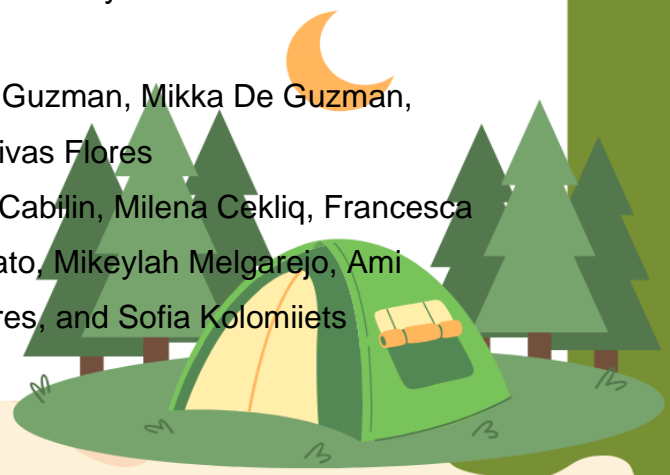 Guzman, Mikka De Guzman,
ivas Flores
Cabilin, Milena Cekliq, Francesca
ato, Mikeylah Melgarejo, Ami
res, and Sofia Kolomiiets